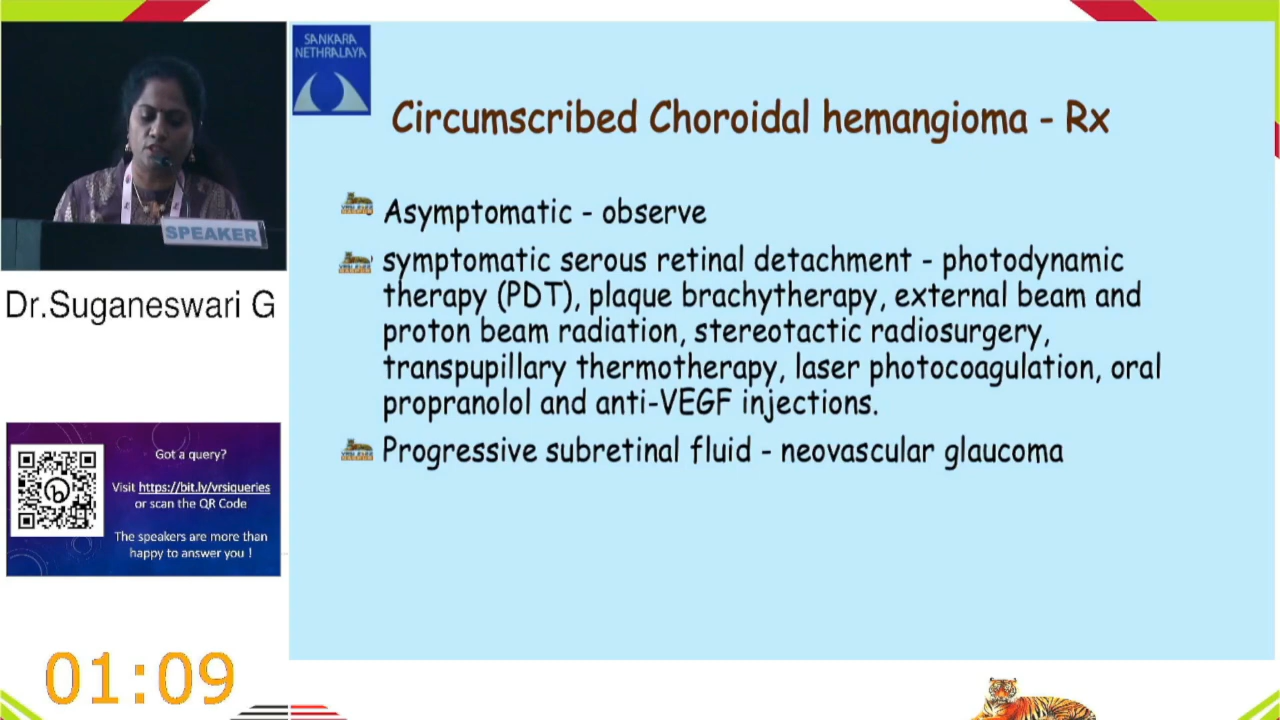 SANKARA
NETHRALAYA
Circumscribed Choroidal hemangioma - Rx
Asymptomatic - observe
symptomatic serous retinal detachment - photodynamic
therapy (PDT), plaque brachytherapy, external beam and
proton beam radiation, stereotactic radiosurgery,
transpupillary thermotherapy, laser photocoagulation, oral
propranolol and anti-VEGF injections.
Progressive subretinal fluid - neovascular glaucoma
SPEAKER
Dr.Suganeswari G
Got a query?
Visit https://bit.ly/vrsiqueries
or scan the QR Code
The speakers are more than
happy to answer you !
01:09